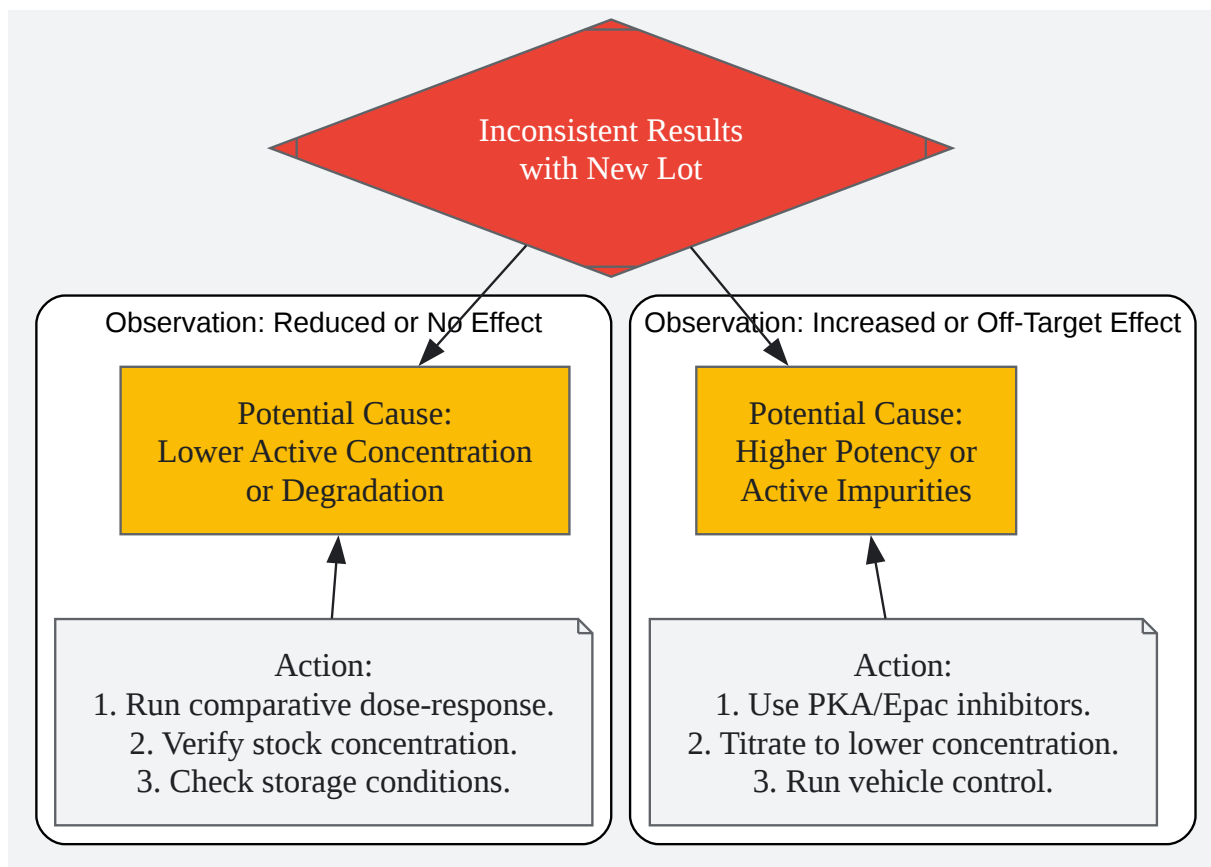 Inconsistent Results
with New Lot
Observation: Reduced or No Effect
Potential Cause:
Lower Active Concentration
or Degradation
Action:
1. Run comparative dose-response.
2. Verify stock concentration.
3. Check storage conditions.
Observation: Increased or Off-Target Effect
Potential Cause:
Higher Potency or
Active Impurities
Action:
1. Use PKA/Epac inhibitors.
2. Titrate to lower concentration.
3. Run vehicle control.